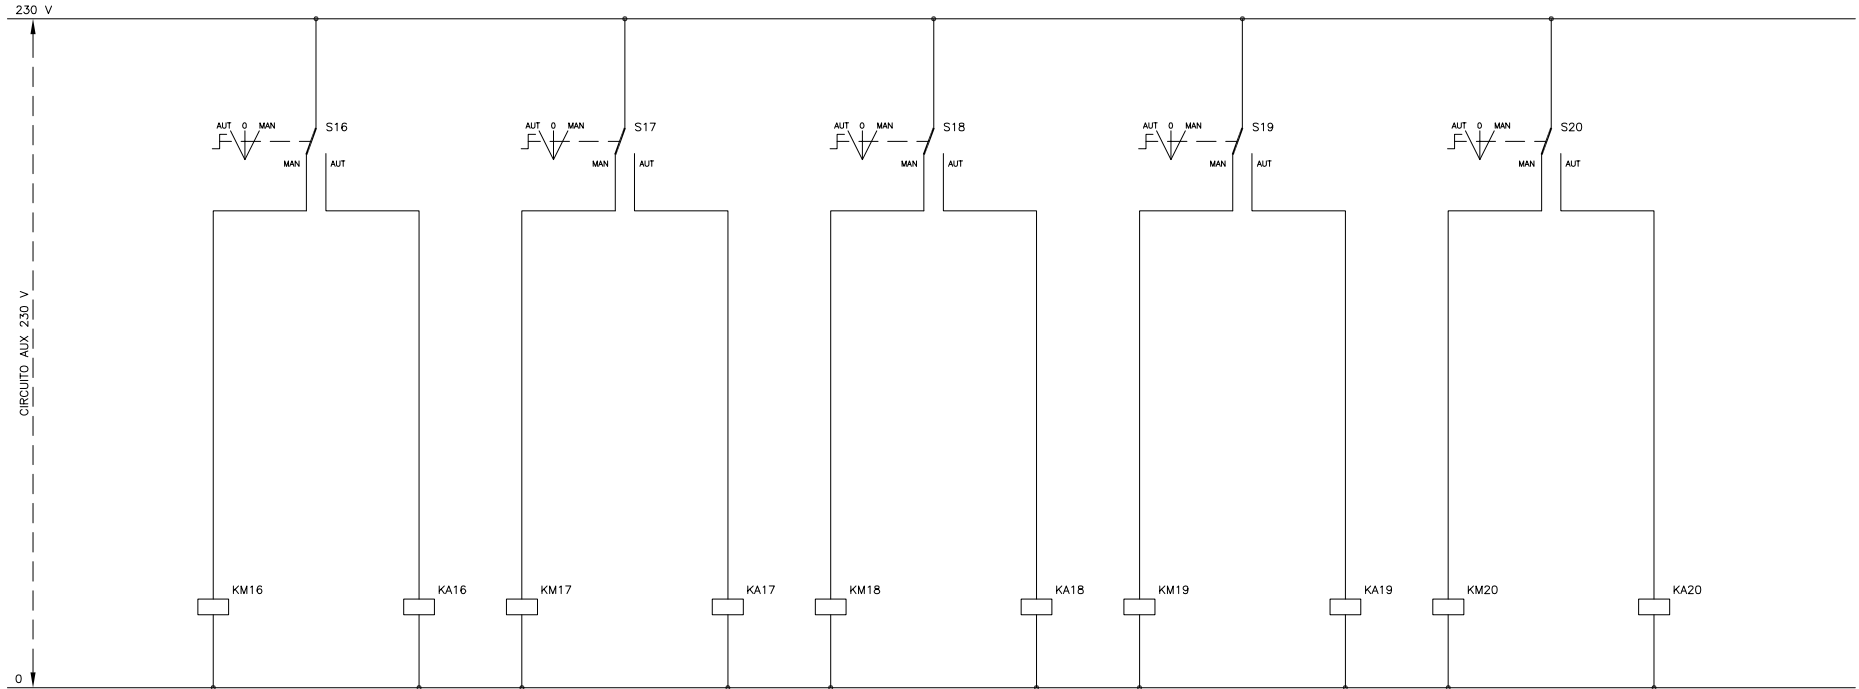 230 V
AUT 0 MAN
S16
MAN
AUT
AUT 0 MAN
S17
MAN
AUT
AUT 0 MAN
S18
MAN
AUT
AUT 0 MAN
S19
MAN
AUT
AUT 0 MAN
S20
MAN
AUT
CIRCUITO AUX 230 V
KM16
KA16
KM17
KA17
KM18
KA18
KM19
KA19
KM20
KA20
0